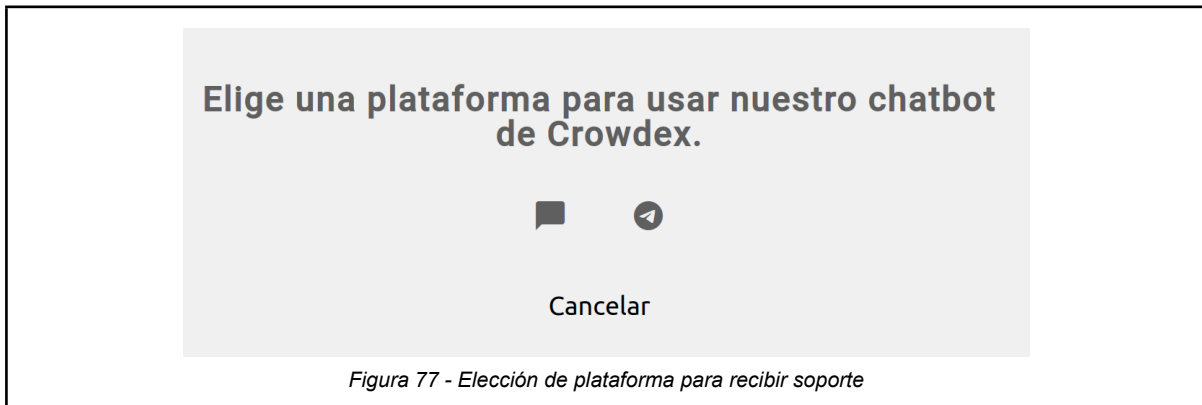 Elige una plataforma para usar nuestro chatbot
de Crowdex.
Cancelar
Figura 77 - Elección de plataforma para recibir soporte